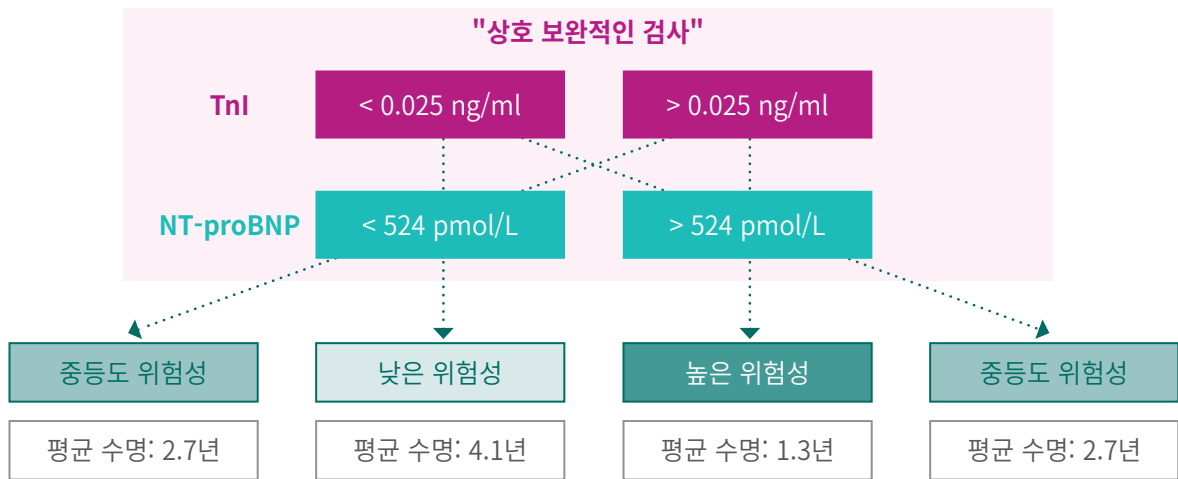 "상호 보완적인 검사"
TnI
< 0.025 ng/ml
> 0.025 ng/ml
NT-proBNP
< 524 pmol/L
> 524 pmol/L
중등도 위험성
낮은 위험성
높은 위험성
중등도 위험성
평균 수명: 2.7년
평균 수명: 4.1년
평균 수명: 1.3년
평균 수명: 2.7년